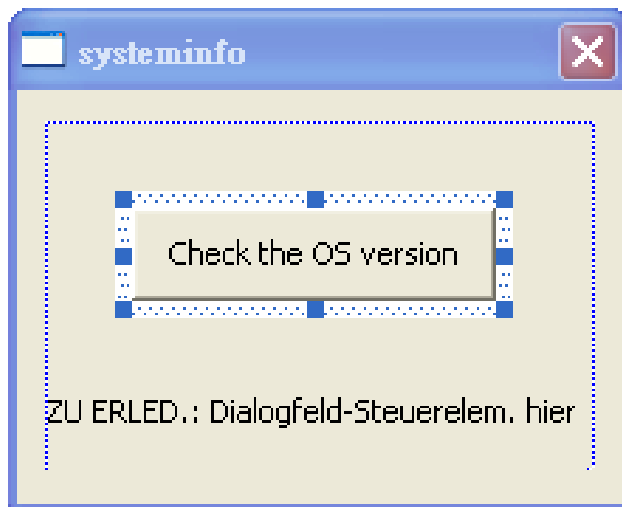 systeminfo
Check the OS version
ZU ERLED.: Dialogfeld-Steuerelem. hier